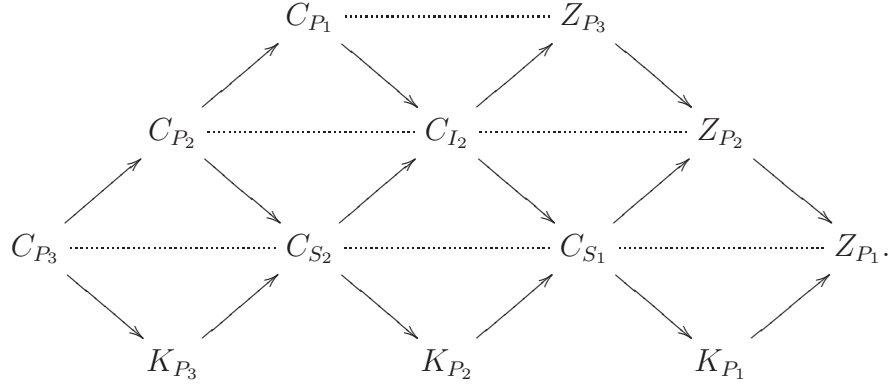 C_{P_1} Z_{P_3}
C_{P_2} C_{I_2} Z_{P_2}
C_{P_3} C_{S_2} C_{S_1} Z_{P_1}.
K_{P_3} K_{P_2} K_{P_1}